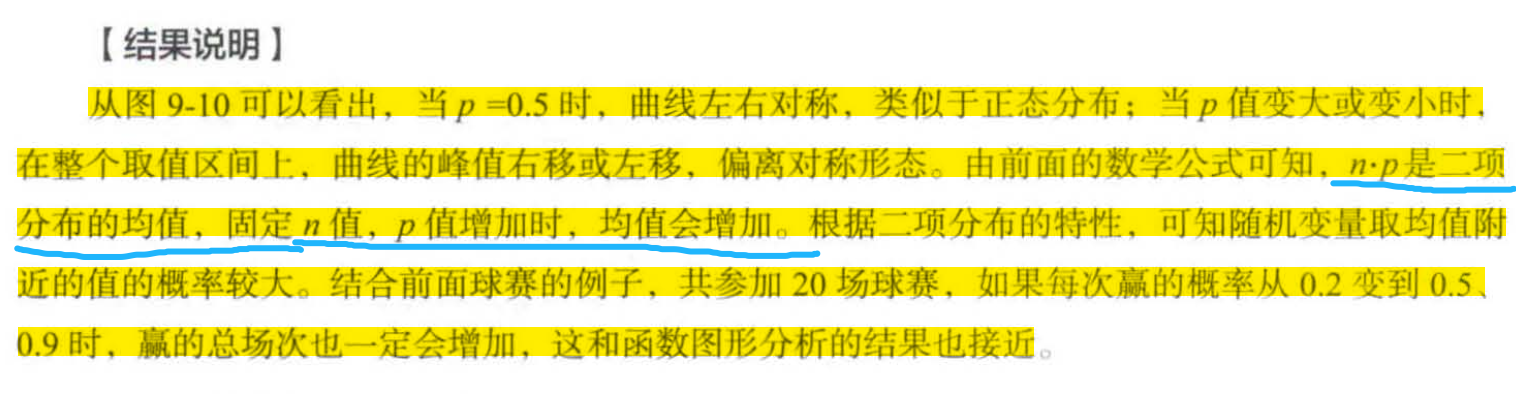 【结果说明】
从图 9-10 可以看出，当 p =0.5 时，曲线左右对称，类似于正态分布；当 p 值变大或变小时，
在整个取值区间上，曲线的峰值右移或左移，偏离对称形态。由前面的数学公式可知，n·p 是二项
分布的均值，固定 n 值，p 值增加时，均值会增加。根据二项分布的特性，可知随机变量取均值附
近的值的概率较大。结合前面球赛的例子，共参加 20 场球赛，如果每次赢的概率从 0.2 变到 0.5、
0.9 时，赢的总场次也一定会增加，这和函数图形分析的结果也接近。